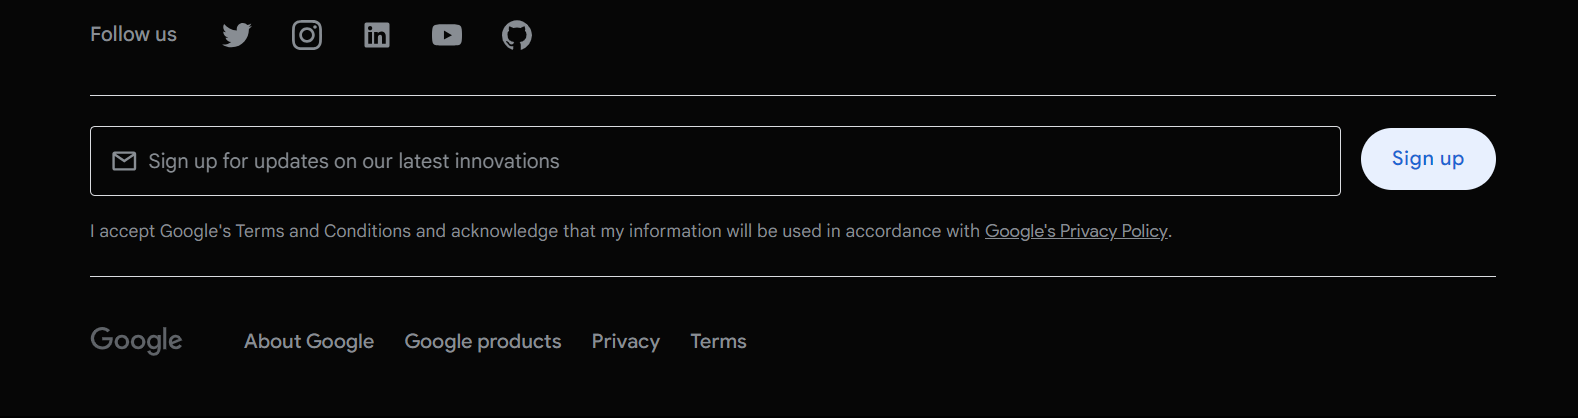 Follow us
Sign up for updates on our latest innovations
Sign up
I accept Google's Terms and Conditions and acknowledge that my information will be used in accordance with Google's Privacy Policy.
Google About Google Google products Privacy Terms